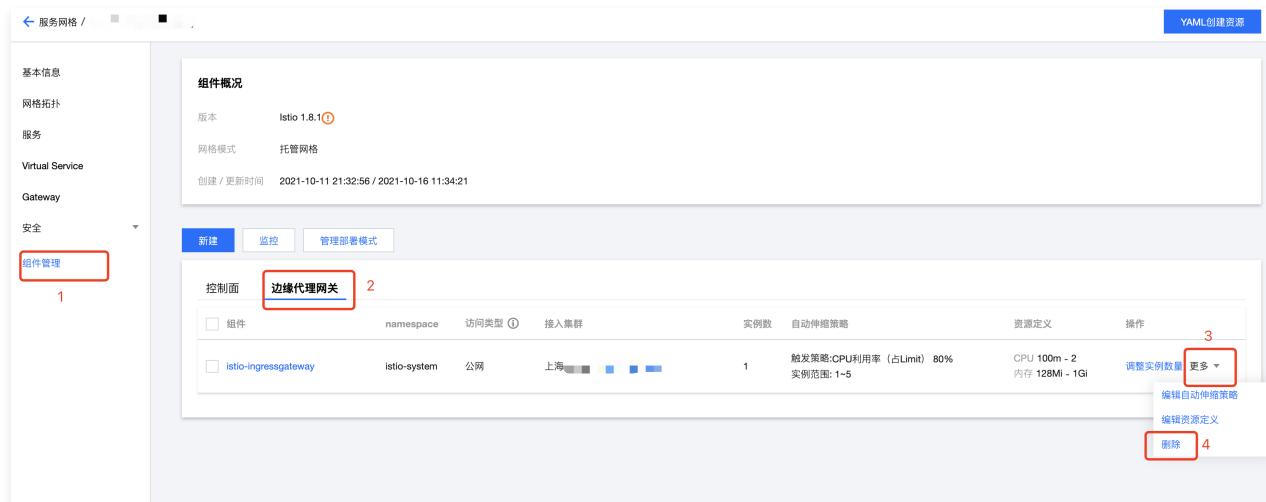 服务网格 /
YAML创建资源
基本信息
网格拓扑
服务
Virtual Service
Gateway
安全
组件管理
1
组件概况
版本 Istio 1.8.1
网格模式 托管网格
创建 / 更新时间 2021-10-11 21:32:56 / 2021-10-16 11:34:21
新建 监控 管理部署模式
控制面 边缘代理网关 2
组件 namespace 访问类型 接入集群 实例数 自动伸缩策略 资源定义 操作
3
istio-ingressgateway istio-system 公网 上海 1 触发策略:CPU利用率（占Limit） 80% CPU 100m - 2 调整实例数量 更多
实例范围: 1~5 内存 128Mi - 1Gi
编辑自动伸缩策略
编辑资源定义
删除 4